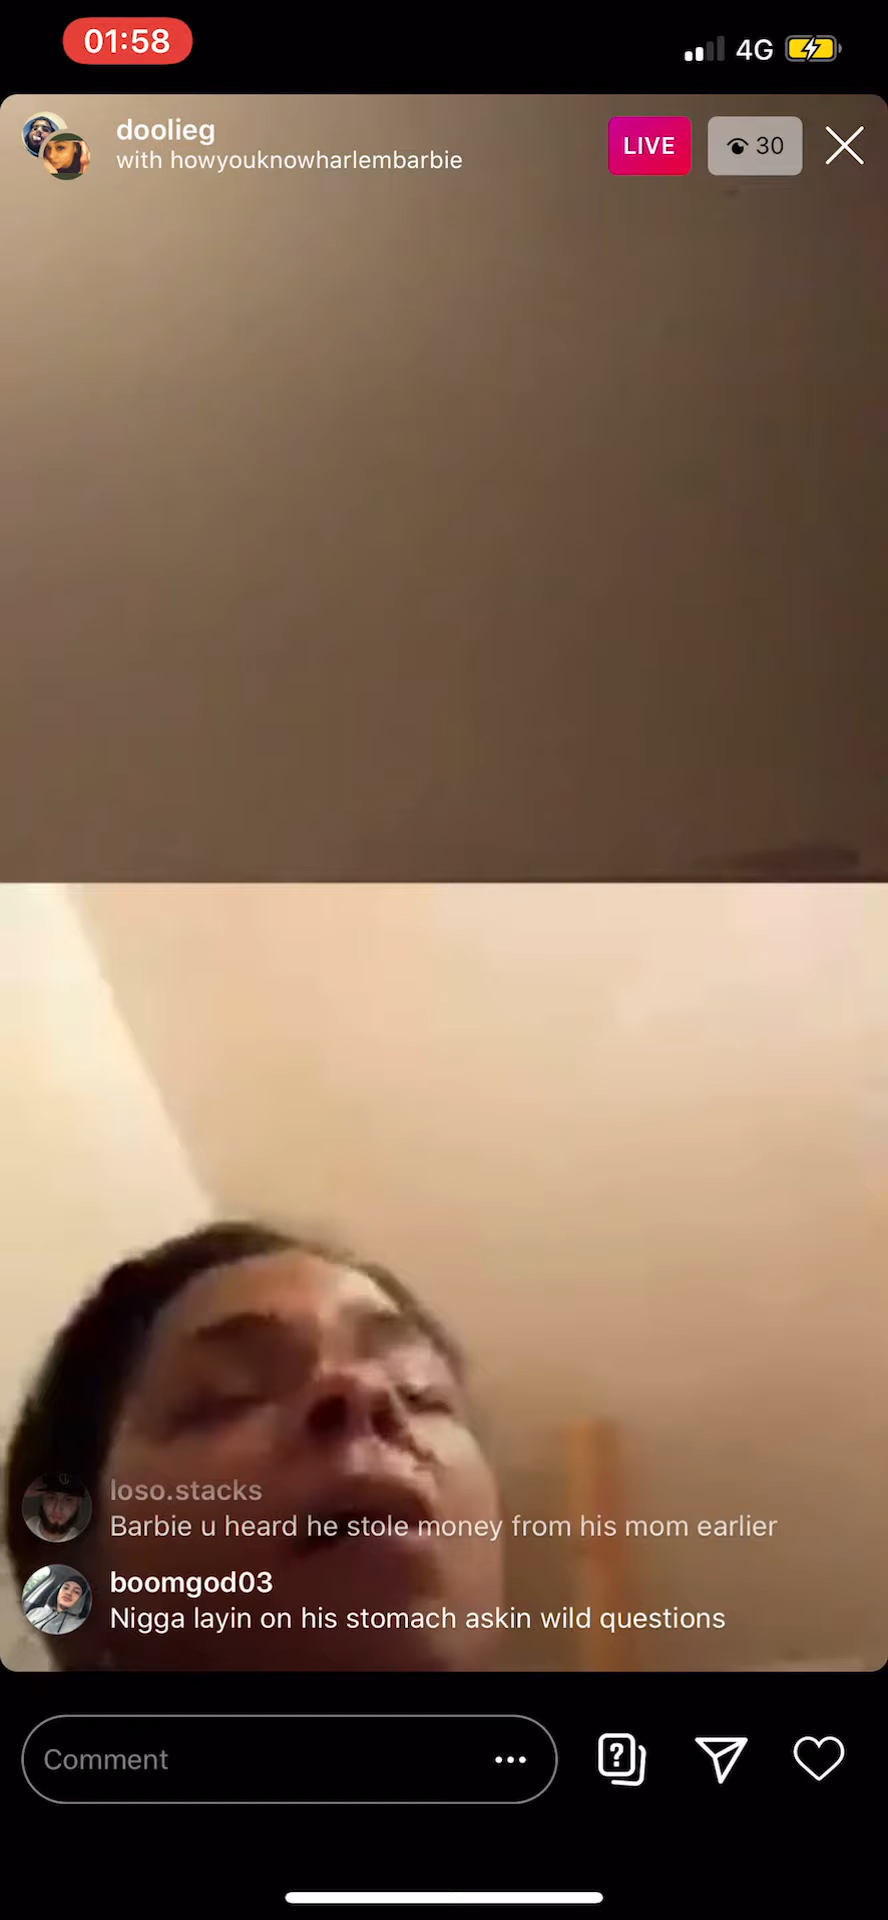 01:58
4G
doolieg
with howyouknowharlembarbie
LIVE
30
loso.stacks
Barbie u heard he stole money from his mom earlier
boomgod03
Nigga layin on his stomach askin wild questions
Comment